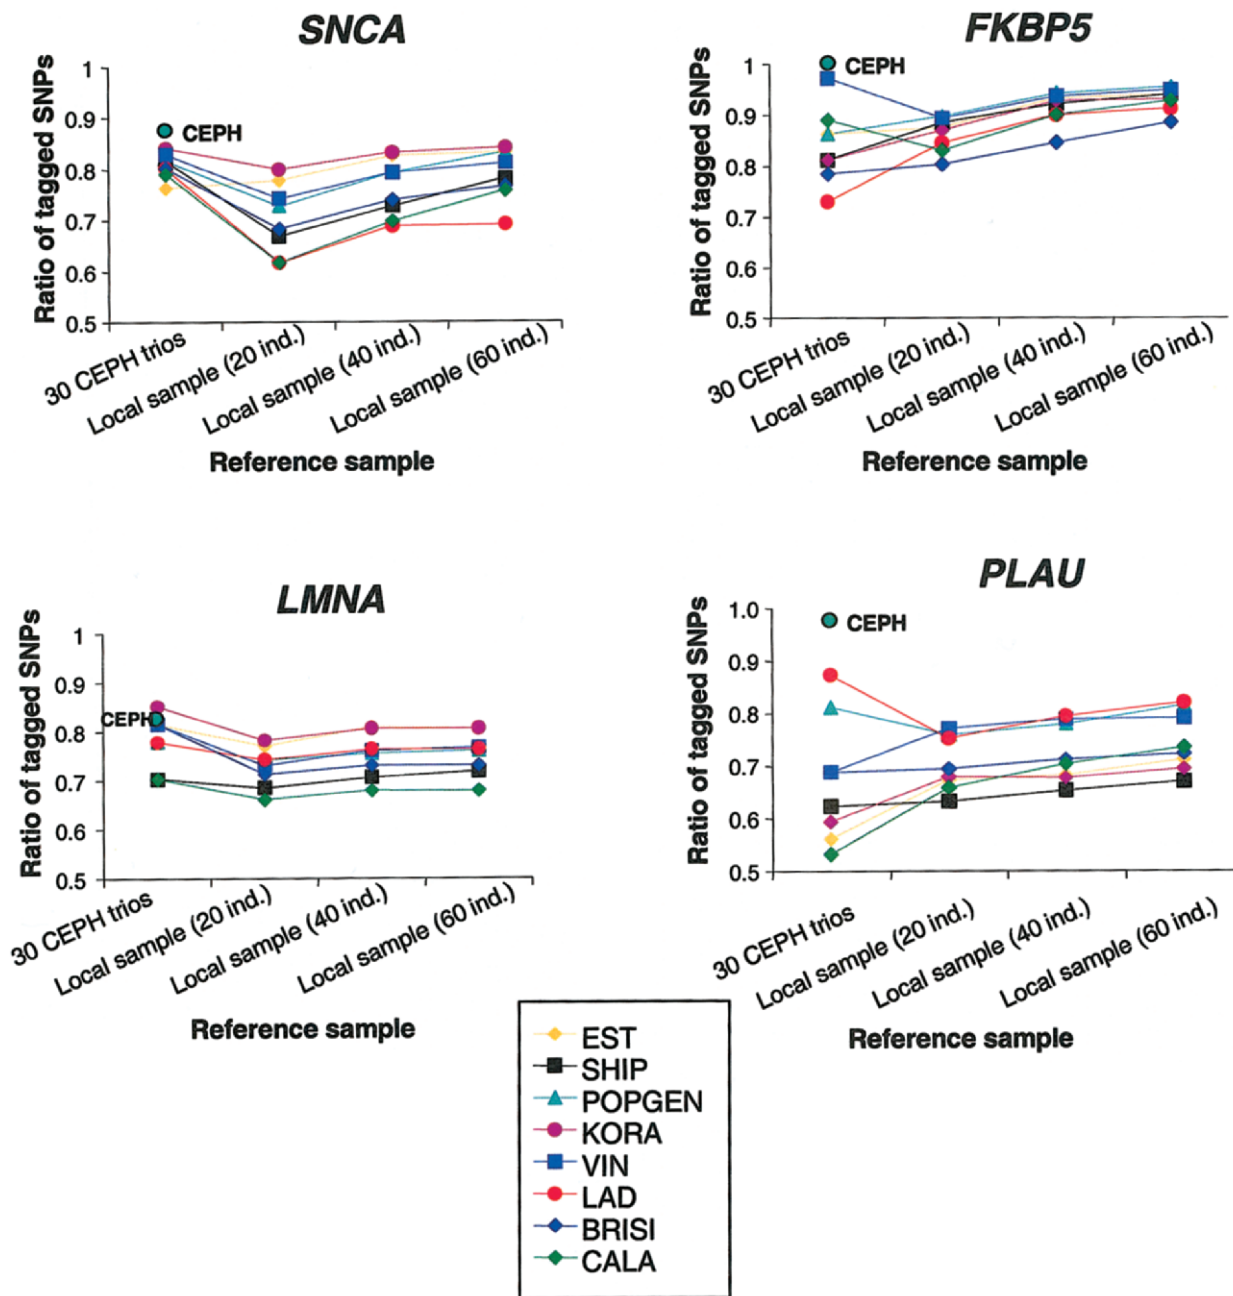 SNCA
Ratio of tagged SNPs
1
0.9
0.8
0.7
0.6
0.5
CEPH
30 CEPH trios
Local sample (20 ind.)
Local sample (40 ind.)
Local sample (60 ind.)
Reference sample
FKBP5
Ratio of tagged SNPs
1
0.9
0.8
0.7
0.6
0.5
CEPH
30 CEPH trios
Local sample (20 ind.)
Local sample (40 ind.)
Local sample (60 ind.)
Reference sample
LMNA
Ratio of tagged SNPs
1
0.9
0.8
0.7
0.6
0.5
CEPH
30 CEPH trios
Local sample (20 ind.)
Local sample (40 ind.)
Local sample (60 ind.)
Reference sample
PLAU
Ratio of tagged SNPs
1.0
0.9
0.8
0.7
0.6
0.5
CEPH
30 CEPH trios
Local sample (20 ind.)
Local sample (40 ind.)
Local sample (60 ind.)
Reference sample
EST
SHIP
POPGEN
KORA
VIN
LAD
BRISI
CALA